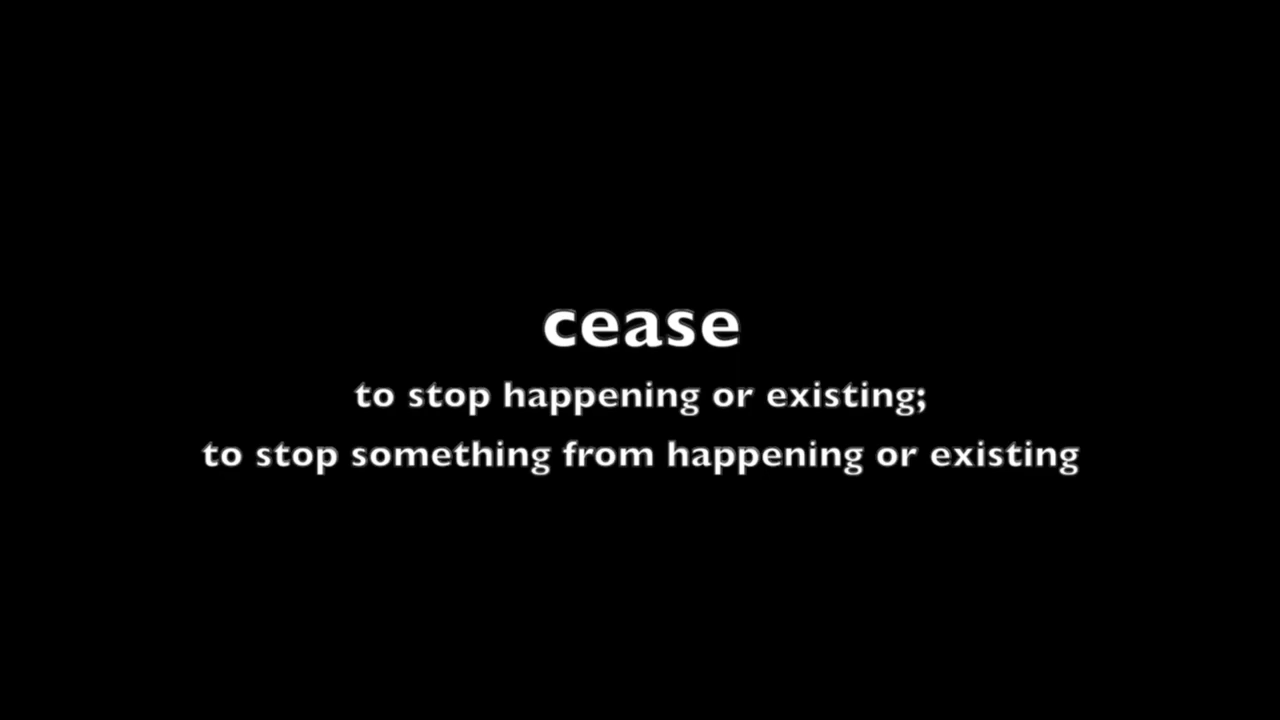 cease
to stop happening or existing;
to stop something from happening or existing